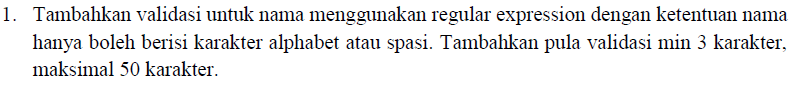 1. Tambahkan validasi untuk nama menggunakan regular expression dengan ketentuan nama
hanya boleh berisi karakter alphabet atau spasi. Tambahkan pula validasi min 3 karakter,
maksimal 50 karakter.